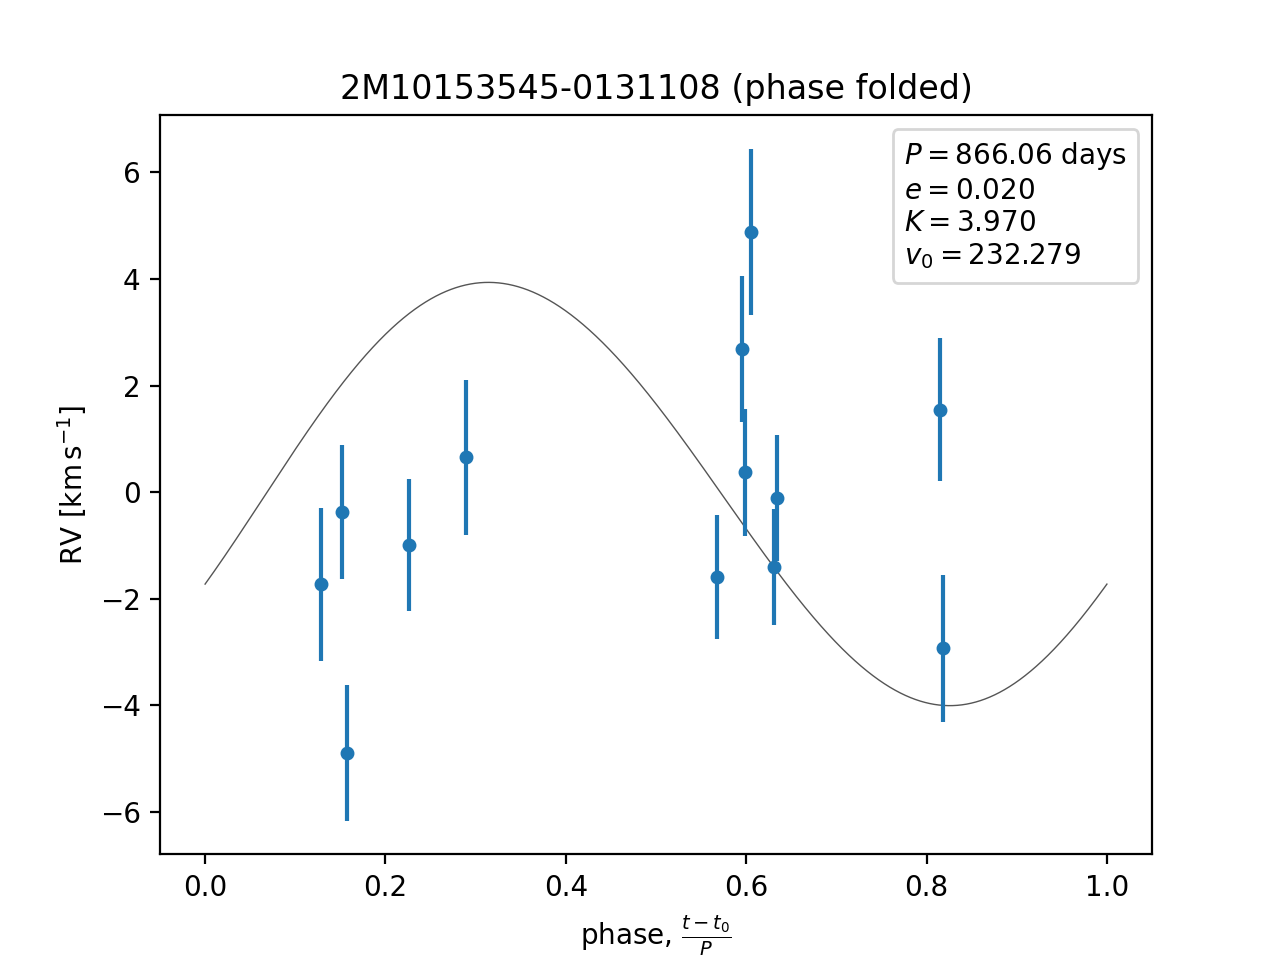 2M10153545-0131108 (phase folded)
P = 866.06 days
e = 0.020
K = 3.970
v₀ = 232.279
RV [km s⁻¹]
6
4
2
0
−2
−4
−6
0.0 0.2 0.4 0.6 0.8 1.0
phase, (t − t₀)/P